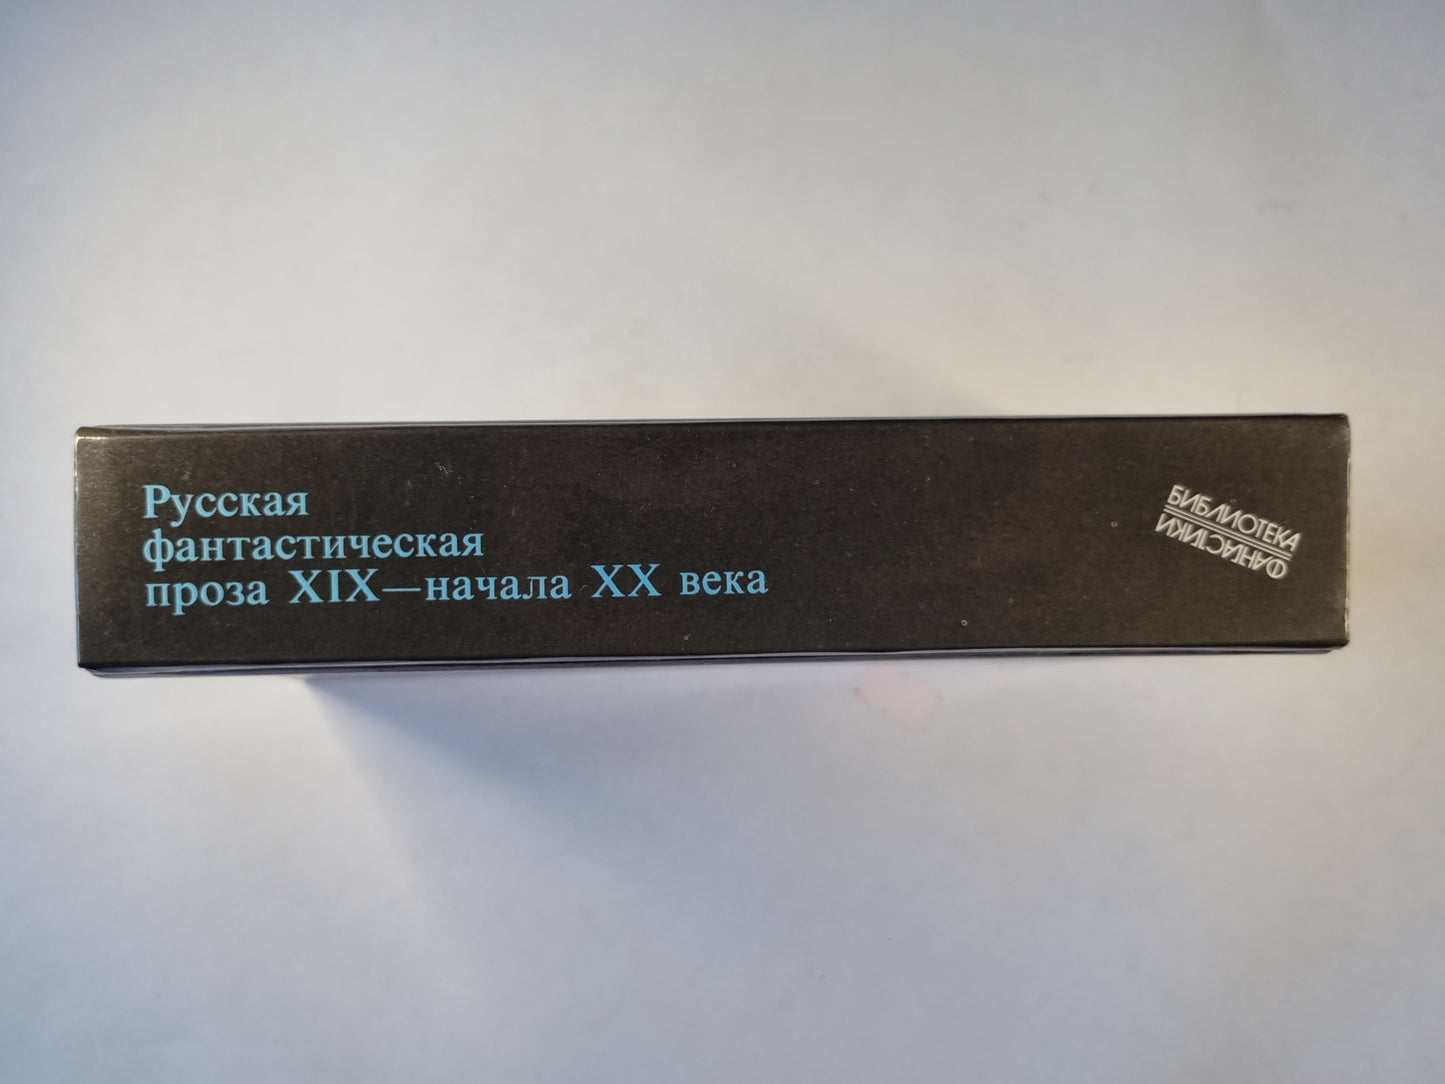 Русская
фантастическая
проза XIX—начала XX века
БИБЛИОТЕКА
ФАНТАСТИКИ